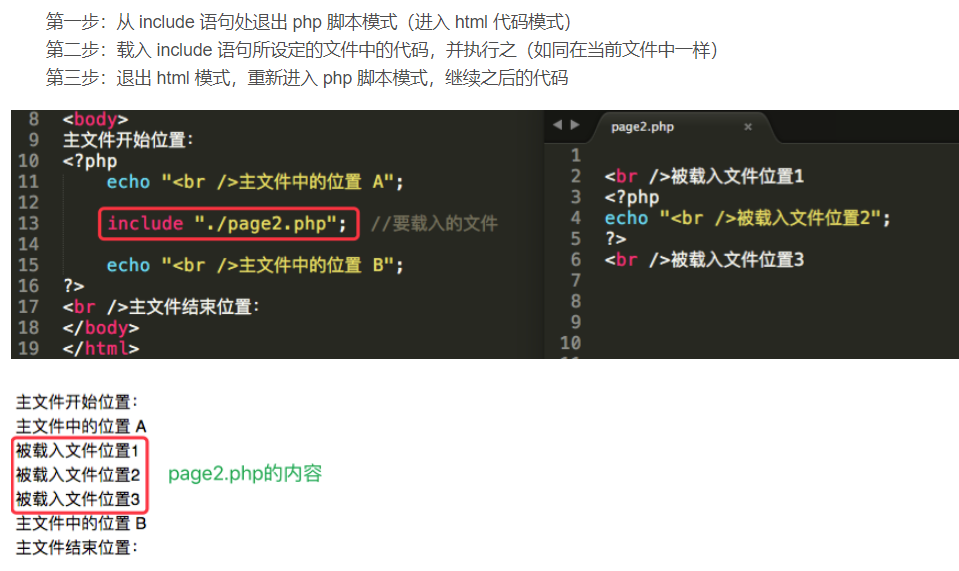 第一步：从 include 语句处退出 php 脚本模式（进入 html 代码模式）
第二步：载入 include 语句所设定的文件中的代码，并执行之（如同在当前文件中一样）
第三步：退出 html 模式，重新进入 php 脚本模式，继续之后的代码
8 <body>
9 主文件开始位置：
10 <?php
11 echo "<br />主文件中的位置 A";
12
13 include "./page2.php"; //要载入的文件
14
15 echo "<br />主文件中的位置 B";
16 ?>
17 <br />主文件结束位置：
18 </body>
19 </html>
page2.php ×
1
2 <br />被载入文件位置1
3 <?php
4 echo "<br />被载入文件位置2";
5 ?>
6 <br />被载入文件位置3
7
8
9
10
主文件开始位置：
主文件中的位置 A
被载入文件位置1
被载入文件位置2
被载入文件位置3
page2.php的内容
主文件中的位置 B
主文件结束位置：